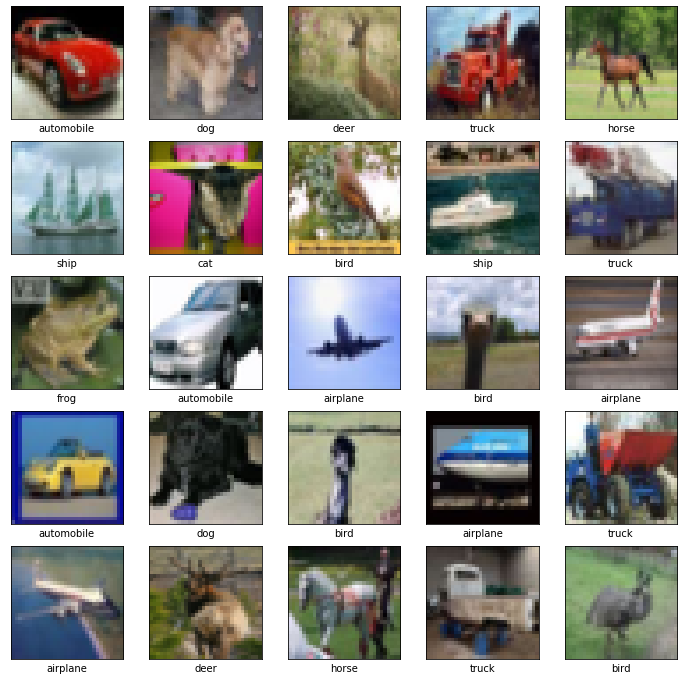 automobile
dog
deer
truck
horse
ship
cat
bird
ship
truck
frog
automobile
airplane
bird
airplane
automobile
dog
bird
airplane
truck
airplane
deer
horse
truck
bird